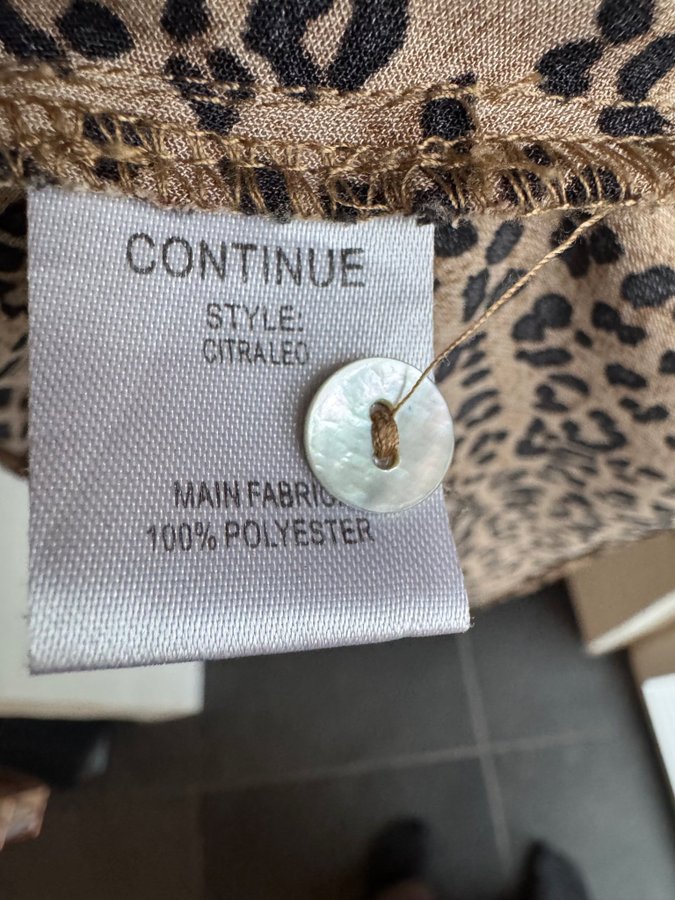 CONTINUE
STYLE:
CITRALEO
MAIN FABRIC:
100% POLYESTER